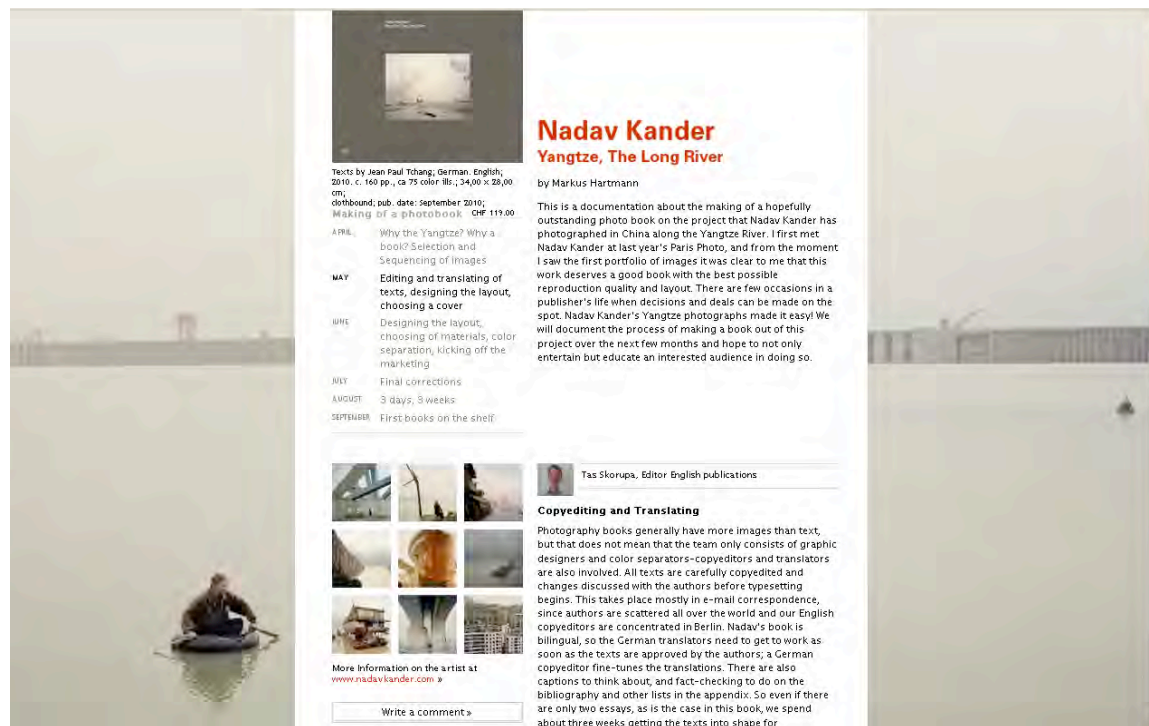 Texts by Jean Paul Tchang; German. English;
2010. c. 160 pp., ca 75 color ills.; 34,00 x 28,00
cm;
clothbound; pub. date: September 2010;
Making of a photobook CHF 119.00
APRIL Why the Yangtze? Why a
book? Selection and
Sequencing of images
MAY Editing and translating of
texts, designing the layout,
choosing a cover
JUNE Designing the layout,
choosing of materials, color
separation, kicking off the
marketing
JULY Final corrections
AUGUST 3 days, 3 weeks
SEPTEMBER First books on the shelf
More Information on the artist at
www.nadavkander.com »
Write a comment »
Nadav Kander
Yangtze, The Long River
by Markus Hartmann
This is a documentation about the making of a hopefully
outstanding photo book on the project that Nadav Kander has
photographed in China along the Yangtze River. I first met
Nadav Kander at last year's Paris Photo, and from the moment
I saw the first portfolio of images it was clear to me that this
work deserves a good book with the best possible
reproduction quality and layout. There are few occasions in a
publisher's life when decisions and deals can be made on the
spot. Nadav Kander's Yangtze photographs made it easy! We
will document the process of making a book out of this
project over the next few months and hope to not only
entertain but educate an interested audience in doing so.
Tas Skorupa, Editor English publications
Copyediting and Translating
Photography books generally have more images than text,
but that does not mean that the team only consists of graphic
designers and color separators–copyeditors and translators
are also involved. All texts are carefully copyedited and
changes discussed with the authors before typesetting
begins. This takes place mostly in e-mail correspondence,
since authors are scattered all over the world and our English
copyeditors are concentrated in Berlin. Nadav's book is
bilingual, so the German translators need to get to work as
soon as the texts are approved by the authors; a German
copyeditor fine-tunes the translations. There are also
captions to think about, and fact-checking to do on the
bibliography and other lists in the appendix. So even if there
are only two essays, as is the case in this book, we spend
about three weeks getting the texts into shape for